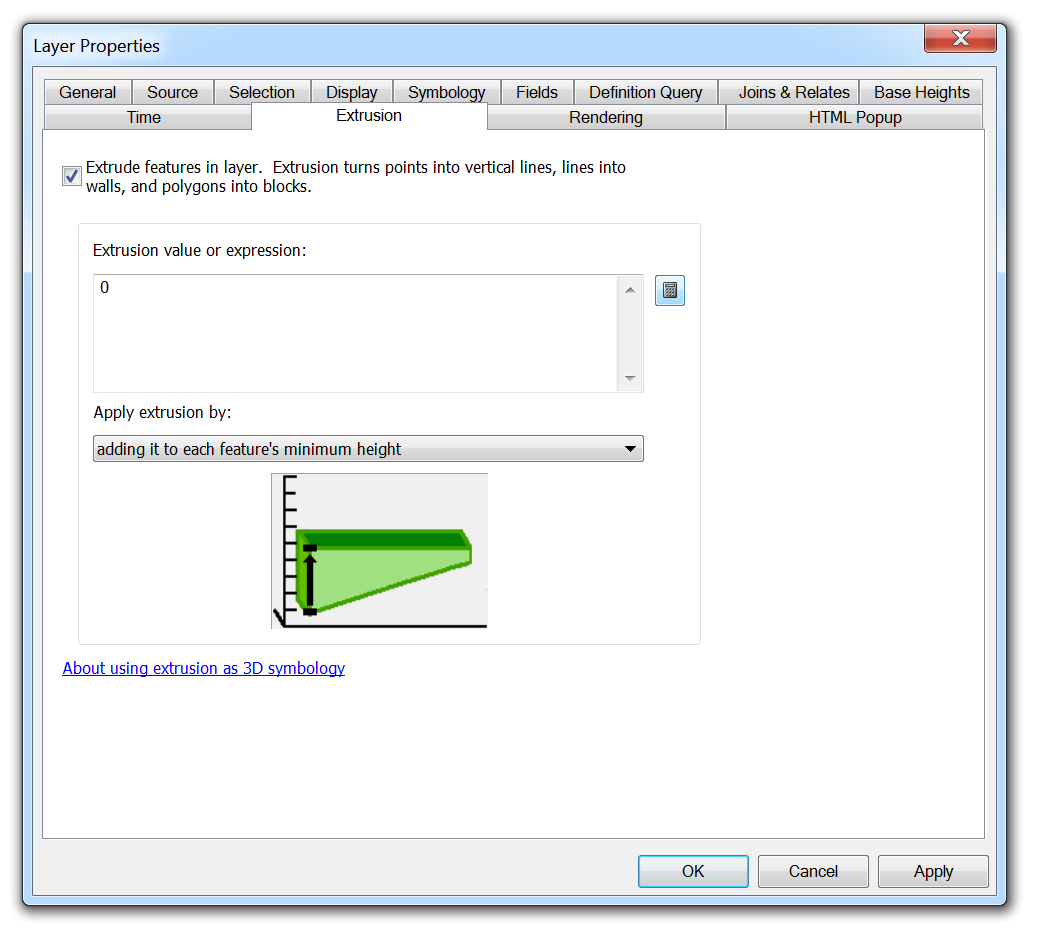 Layer Properties
General Source Selection Display Symbology Fields Definition Query Joins & Relates Base Heights
Time Extrusion Rendering HTML Popup
Extrude features in layer.  Extrusion turns points into vertical lines, lines into
walls, and polygons into blocks.
Extrusion value or expression:
0
Apply extrusion by:
adding it to each feature's minimum height
About using extrusion as 3D symbology
OK Cancel Apply